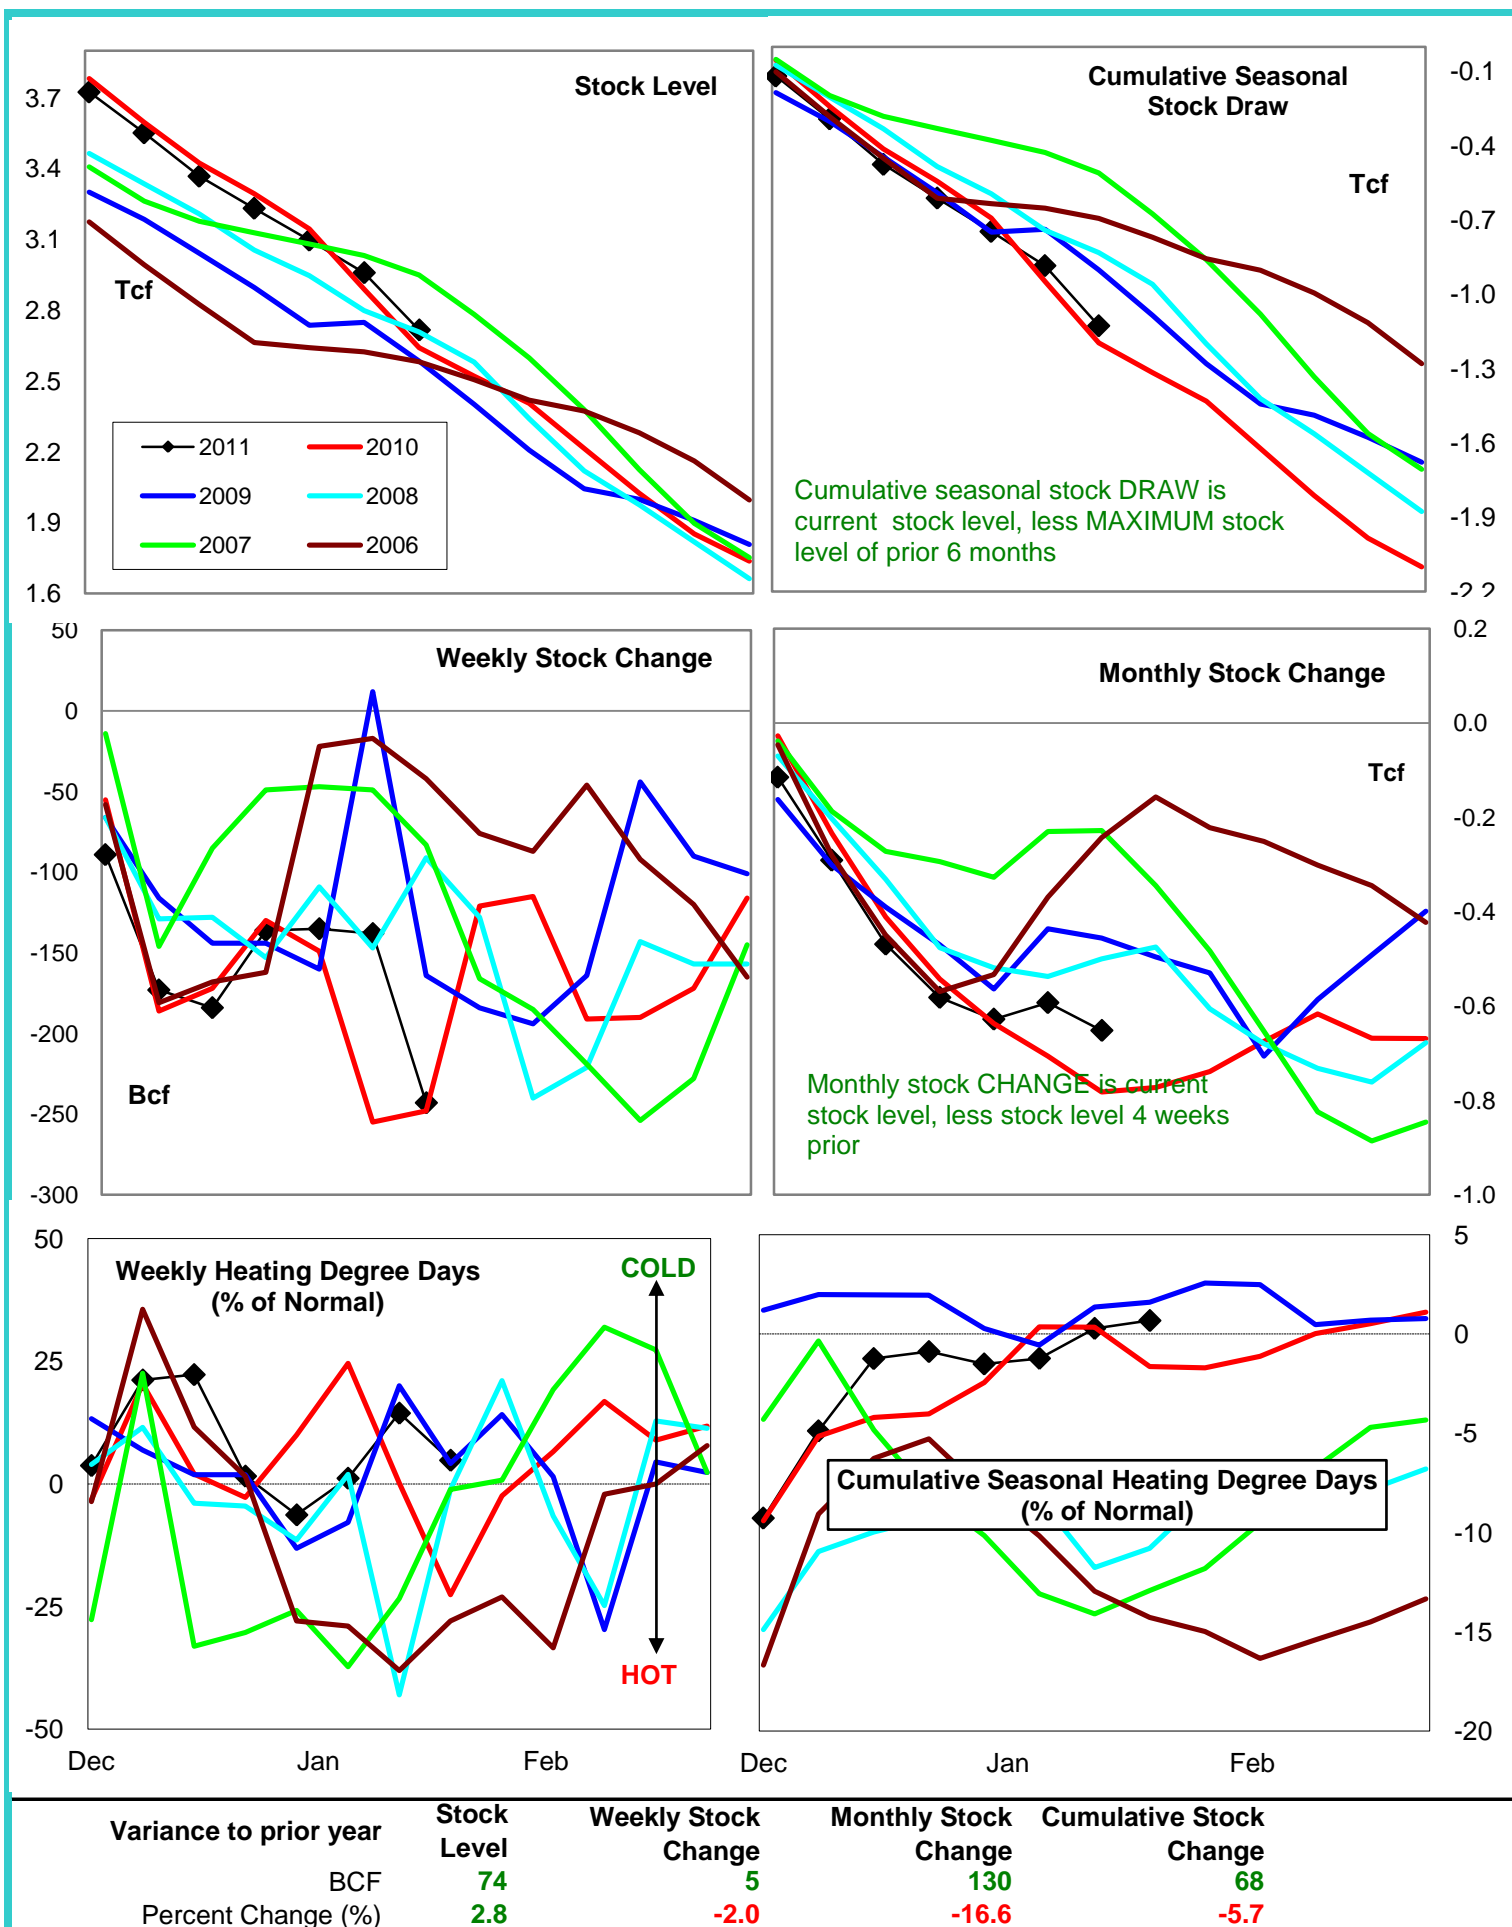 Stock Level
3.7
3.4
3.1
2.8
2.5
2.2
1.9
1.6
Tcf
2011
2010
2009
2008
2007
2006
Cumulative Seasonal
Stock Draw
Tcf
-0.1
-0.4
-0.7
-1.0
-1.3
-1.6
-1.9
-2.2
Cumulative seasonal stock DRAW is
current stock level, less MAXIMUM stock
level of prior 6 months
Weekly Stock Change
50
0
-50
-100
-150
-200
-250
-300
Bcf
Monthly Stock Change
Tcf
0.2
0.0
-0.2
-0.4
-0.6
-0.8
-1.0
Monthly stock CHANGE is current
stock level, less stock level 4 weeks
prior
Weekly Heating Degree Days
(% of Normal)
COLD
HOT
50
25
0
-25
-50
Dec
Jan
Feb
Cumulative Seasonal Heating Degree Days
(% of Normal)
5
0
-5
-10
-15
-20
Dec
Jan
Feb
Variance to prior year
Stock
Level
Weekly Stock
Change
Monthly Stock
Change
Cumulative Stock
Change
BCF 74 5 130 68
Percent Change (%) 2.8 -2.0 -16.6 -5.7